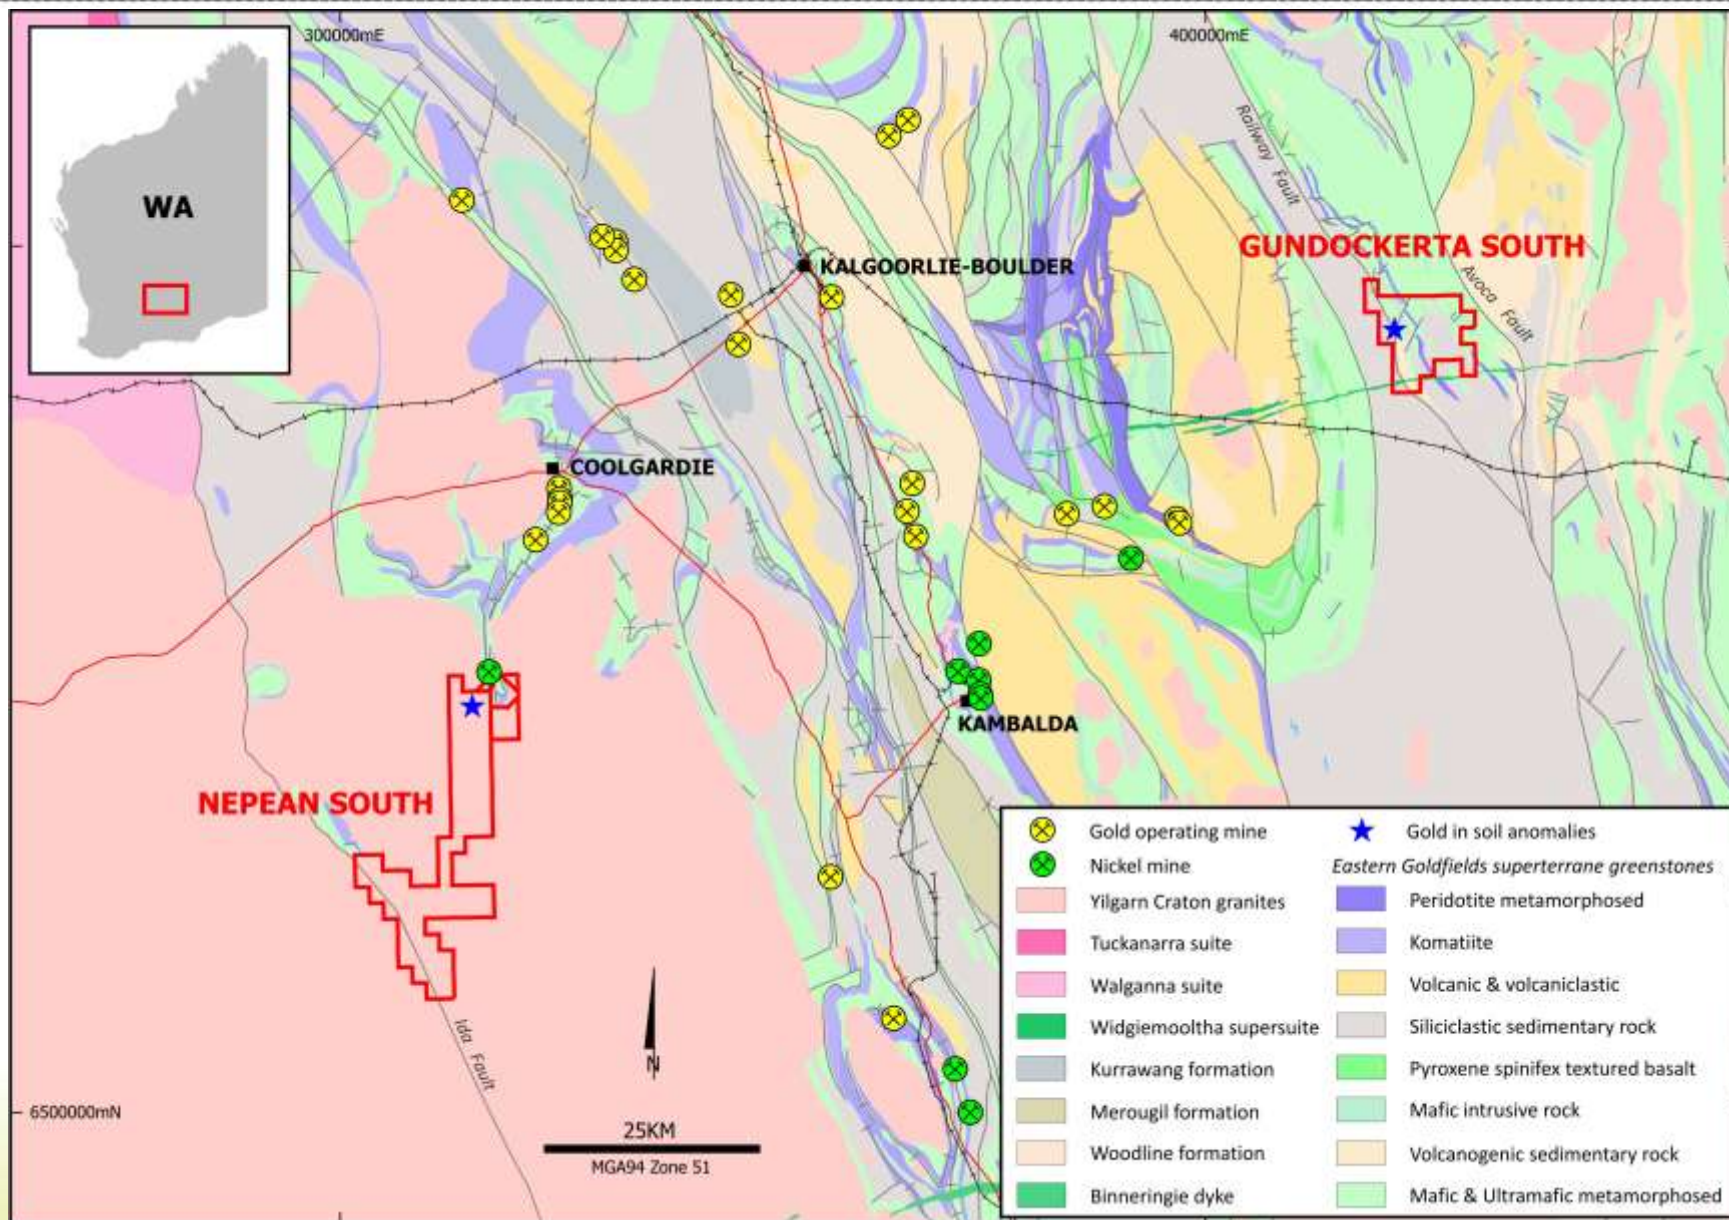 300000mE
400000mE
WA
Railway Fault
GUNDOCKERTA SOUTH
KALGOORLIE-BOULDER
Avoca Fault
COOLGARDIE
KAMBALDA
NEPEAN SOUTH
Ida Fault
6500000mN
N
25KM
MGA94 Zone 51
Gold operating mine
Nickel mine
Yilgarn Craton granites
Tuckanarra suite
Walganna suite
Widgiemooltha supersuite
Kurrawang formation
Merougil formation
Woodline formation
Binneringie dyke
Gold in soil anomalies
Eastern Goldfields superterrane greenstones
Peridotite metamorphosed
Komatiite
Volcanic & volcaniclastic
Siliciclastic sedimentary rock
Pyroxene spinifex textured basalt
Mafic intrusive rock
Volcanogenic sedimentary rock
Mafic & Ultramafic metamorphosed